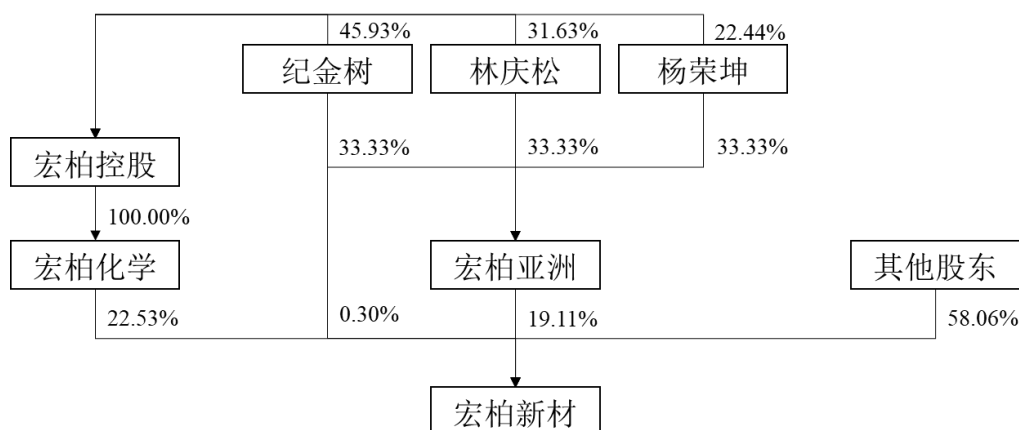 45.93%
31.63%
22.44%
纪金树
林庆松
杨荣坤
宏柏控股
33.33%
33.33%
33.33%
100.00%
宏柏化学
宏柏亚洲
其他股东
22.53%
0.30%
19.11%
58.06%
宏柏新材